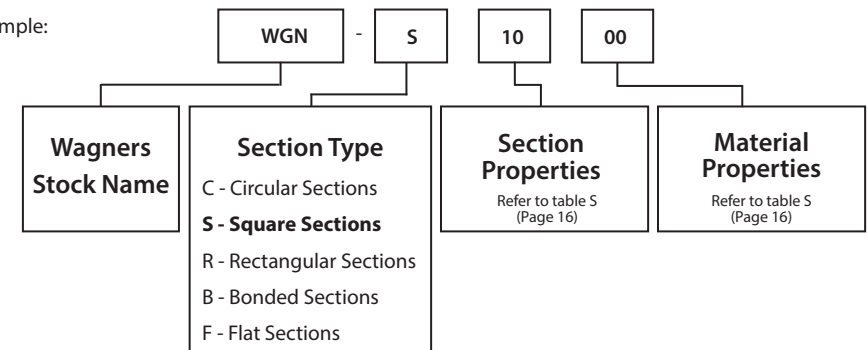 mple:
WGN - S 10 00
Wagners
Stock Name
Section Type
C - Circular Sections
S - Square Sections
R - Rectangular Sections
B - Bonded Sections
F - Flat Sections
Section
Properties
Refer to table S
(Page 16)
Material
Properties
Refer to table S
(Page 16)